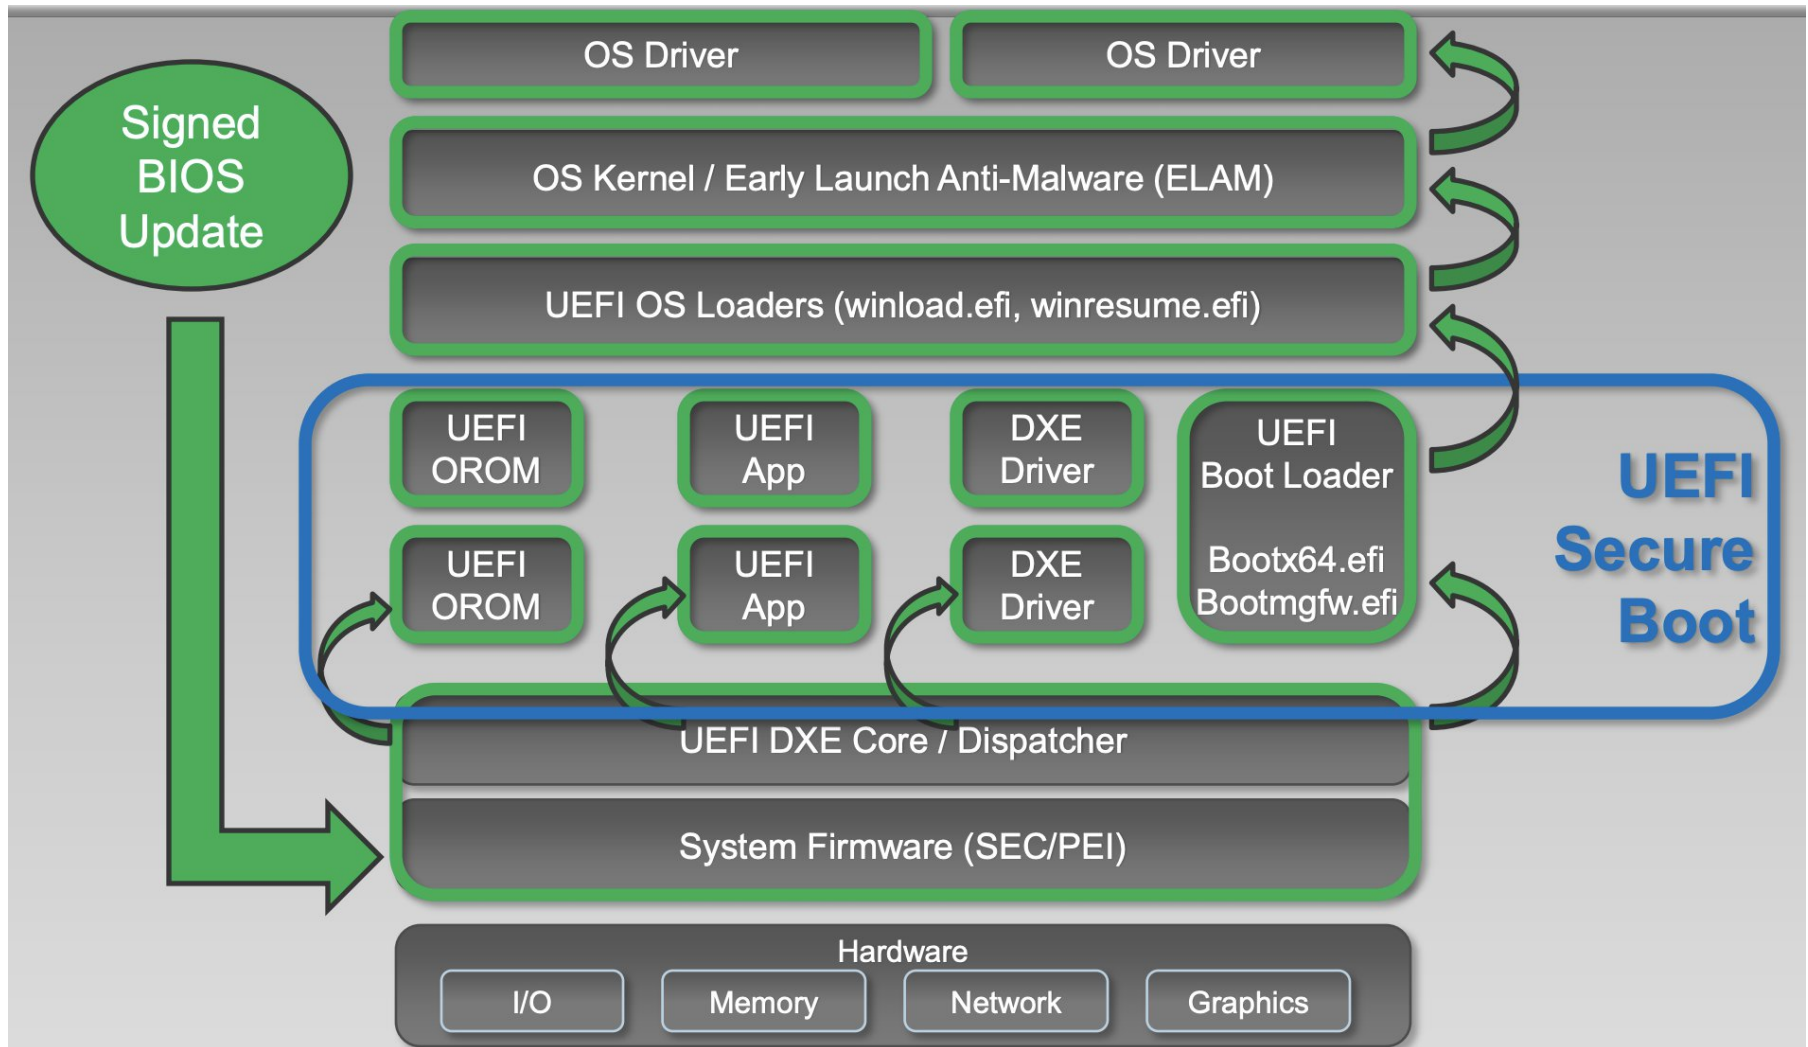 OS Driver
OS Driver
Signed
BIOS
Update
OS Kernel / Early Launch Anti-Malware (ELAM)
UEFI OS Loaders (winload.efi, winresume.efi)
UEFI
OROM
UEFI
App
DXE
Driver
UEFI
Boot Loader
Bootx64.efi
Bootmgfw.efi
UEFI
Secure
Boot
UEFI
OROM
UEFI
App
DXE
Driver
UEFI DXE Core / Dispatcher
System Firmware (SEC/PEI)
Hardware
I/O
Memory
Network
Graphics